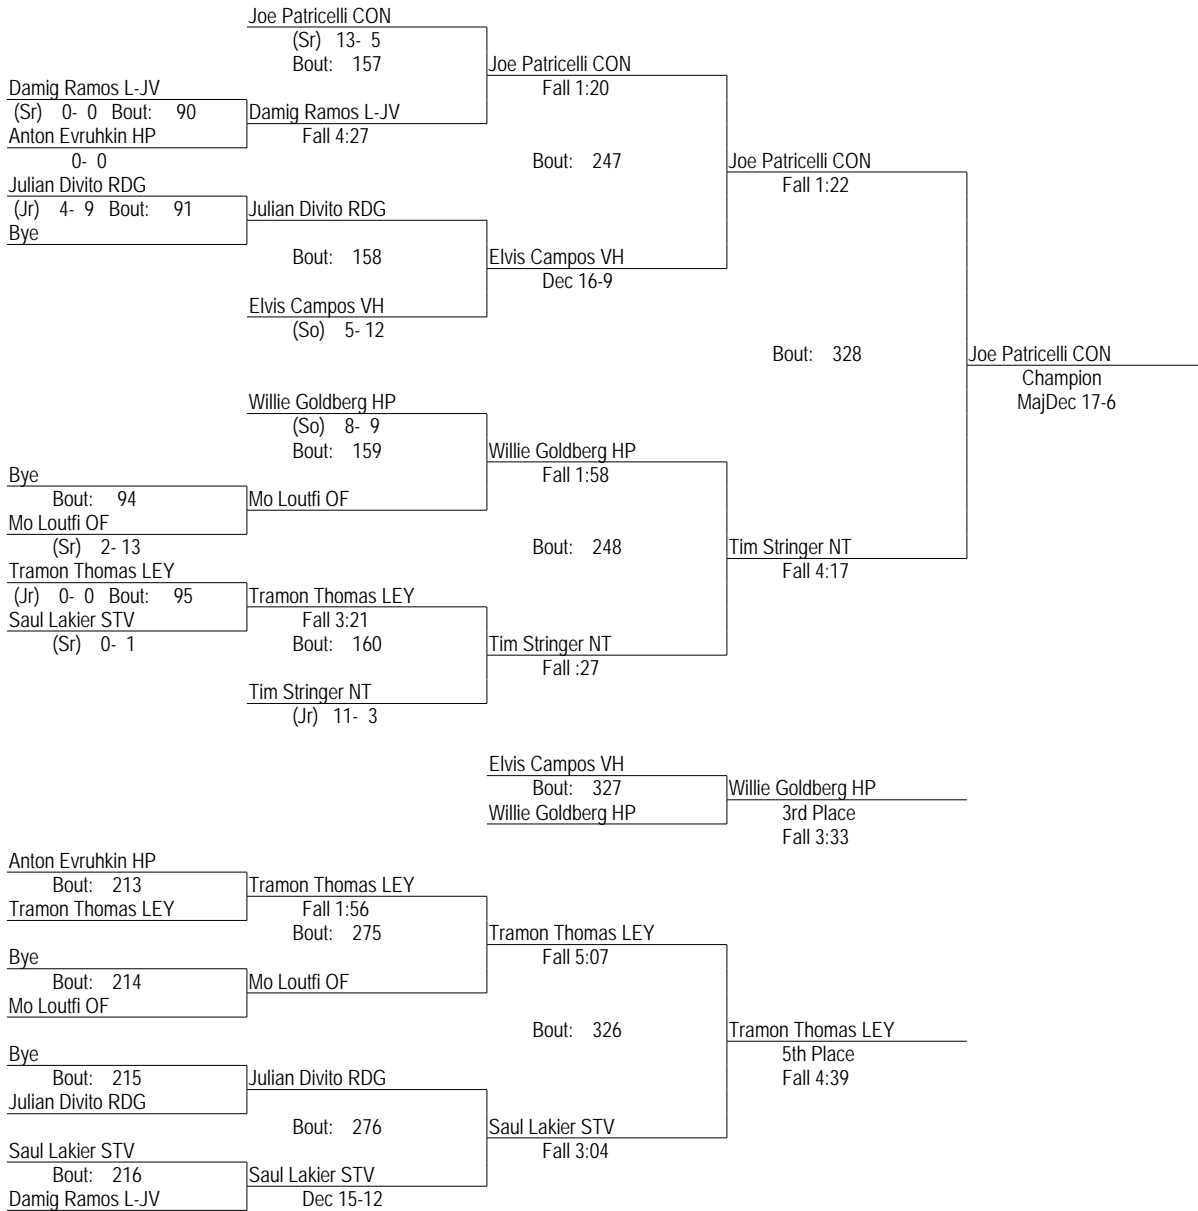 Joe Patricelli CON
(Sr) 13- 5
Bout: 157
Joe Patricelli CON
Fall 1:20
Damig Ramos L-JV
(Sr) 0- 0 Bout: 90
Damig Ramos L-JV
Anton Evruhkin HP
Fall 4:27
0- 0
Bout: 247
Joe Patricelli CON
Julian Divito RDG
Fall 1:22
(Jr) 4- 9 Bout: 91
Julian Divito RDG
Bye
Bout: 158
Elvis Campos VH
Dec 16-9
Elvis Campos VH
(So) 5- 12
Bout: 328
Joe Patricelli CON
Champion
MajDec 17-6
Willie Goldberg HP
(So) 8- 9
Bout: 159
Willie Goldberg HP
Fall 1:58
Bye
Bout: 94
Mo Loutfi OF
Mo Loutfi OF
(Sr) 2- 13
Bout: 248
Tim Stringer NT
Fall 4:17
Tramon Thomas LEY
(Jr) 0- 0 Bout: 95
Tramon Thomas LEY
Saul Lakier STV
Fall 3:21
(Sr) 0- 1
Bout: 160
Tim Stringer NT
Fall :27
Tim Stringer NT
(Jr) 11- 3
Elvis Campos VH
Bout: 327
Willie Goldberg HP
Willie Goldberg HP
3rd Place
Fall 3:33
Anton Evruhkin HP
Bout: 213
Tramon Thomas LEY
Tramon Thomas LEY
Fall 1:56
Bout: 275
Tramon Thomas LEY
Fall 5:07
Bye
Bout: 214
Mo Loutfi OF
Mo Loutfi OF
Bout: 326
Tramon Thomas LEY
5th Place
Fall 4:39
Bye
Bout: 215
Julian Divito RDG
Julian Divito RDG
Bout: 276
Saul Lakier STV
Fall 3:04
Saul Lakier STV
Bout: 216
Saul Lakier STV
Damig Ramos L-JV
Dec 15-12